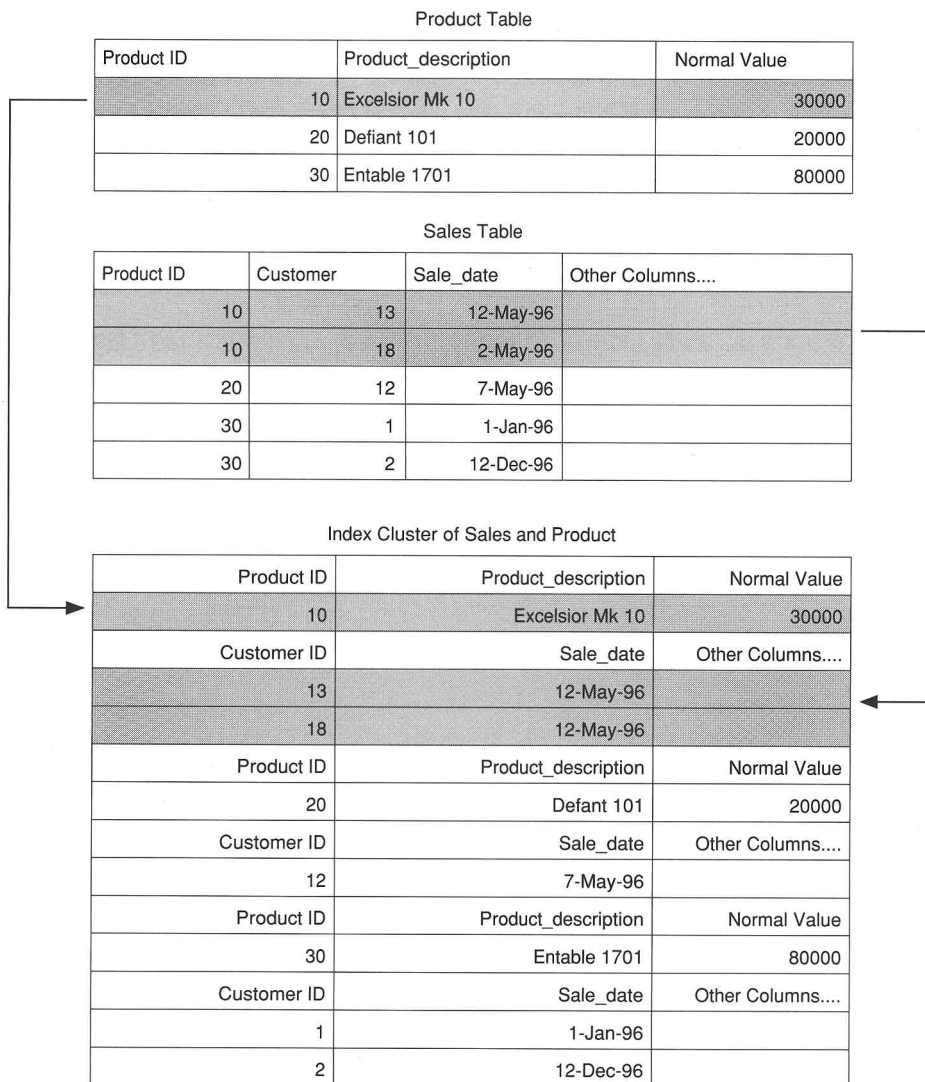 Product Table
Product ID Product_description Normal Value
10 Excelsior Mk 10 30000
20 Defiant 101 20000
30 Entable 1701 80000
Sales Table
Product ID Customer Sale_date Other Columns....
10 13 12-May-96
10 18 2-May-96
20 12 7-May-96
30 1 1-Jan-96
30 2 12-Dec-96
Index Cluster of Sales and Product
Product ID Product_description Normal Value
10 Excelsior Mk 10 30000
Customer ID Sale_date Other Columns....
13 12-May-96
18 12-May-96
Product ID Product_description Normal Value
20 Defant 101 20000
Customer ID Sale_date Other Columns....
12 7-May-96
Product ID Product_description Normal Value
30 Entable 1701 80000
Customer ID Sale_date Other Columns....
1 1-Jan-96
2 12-Dec-96